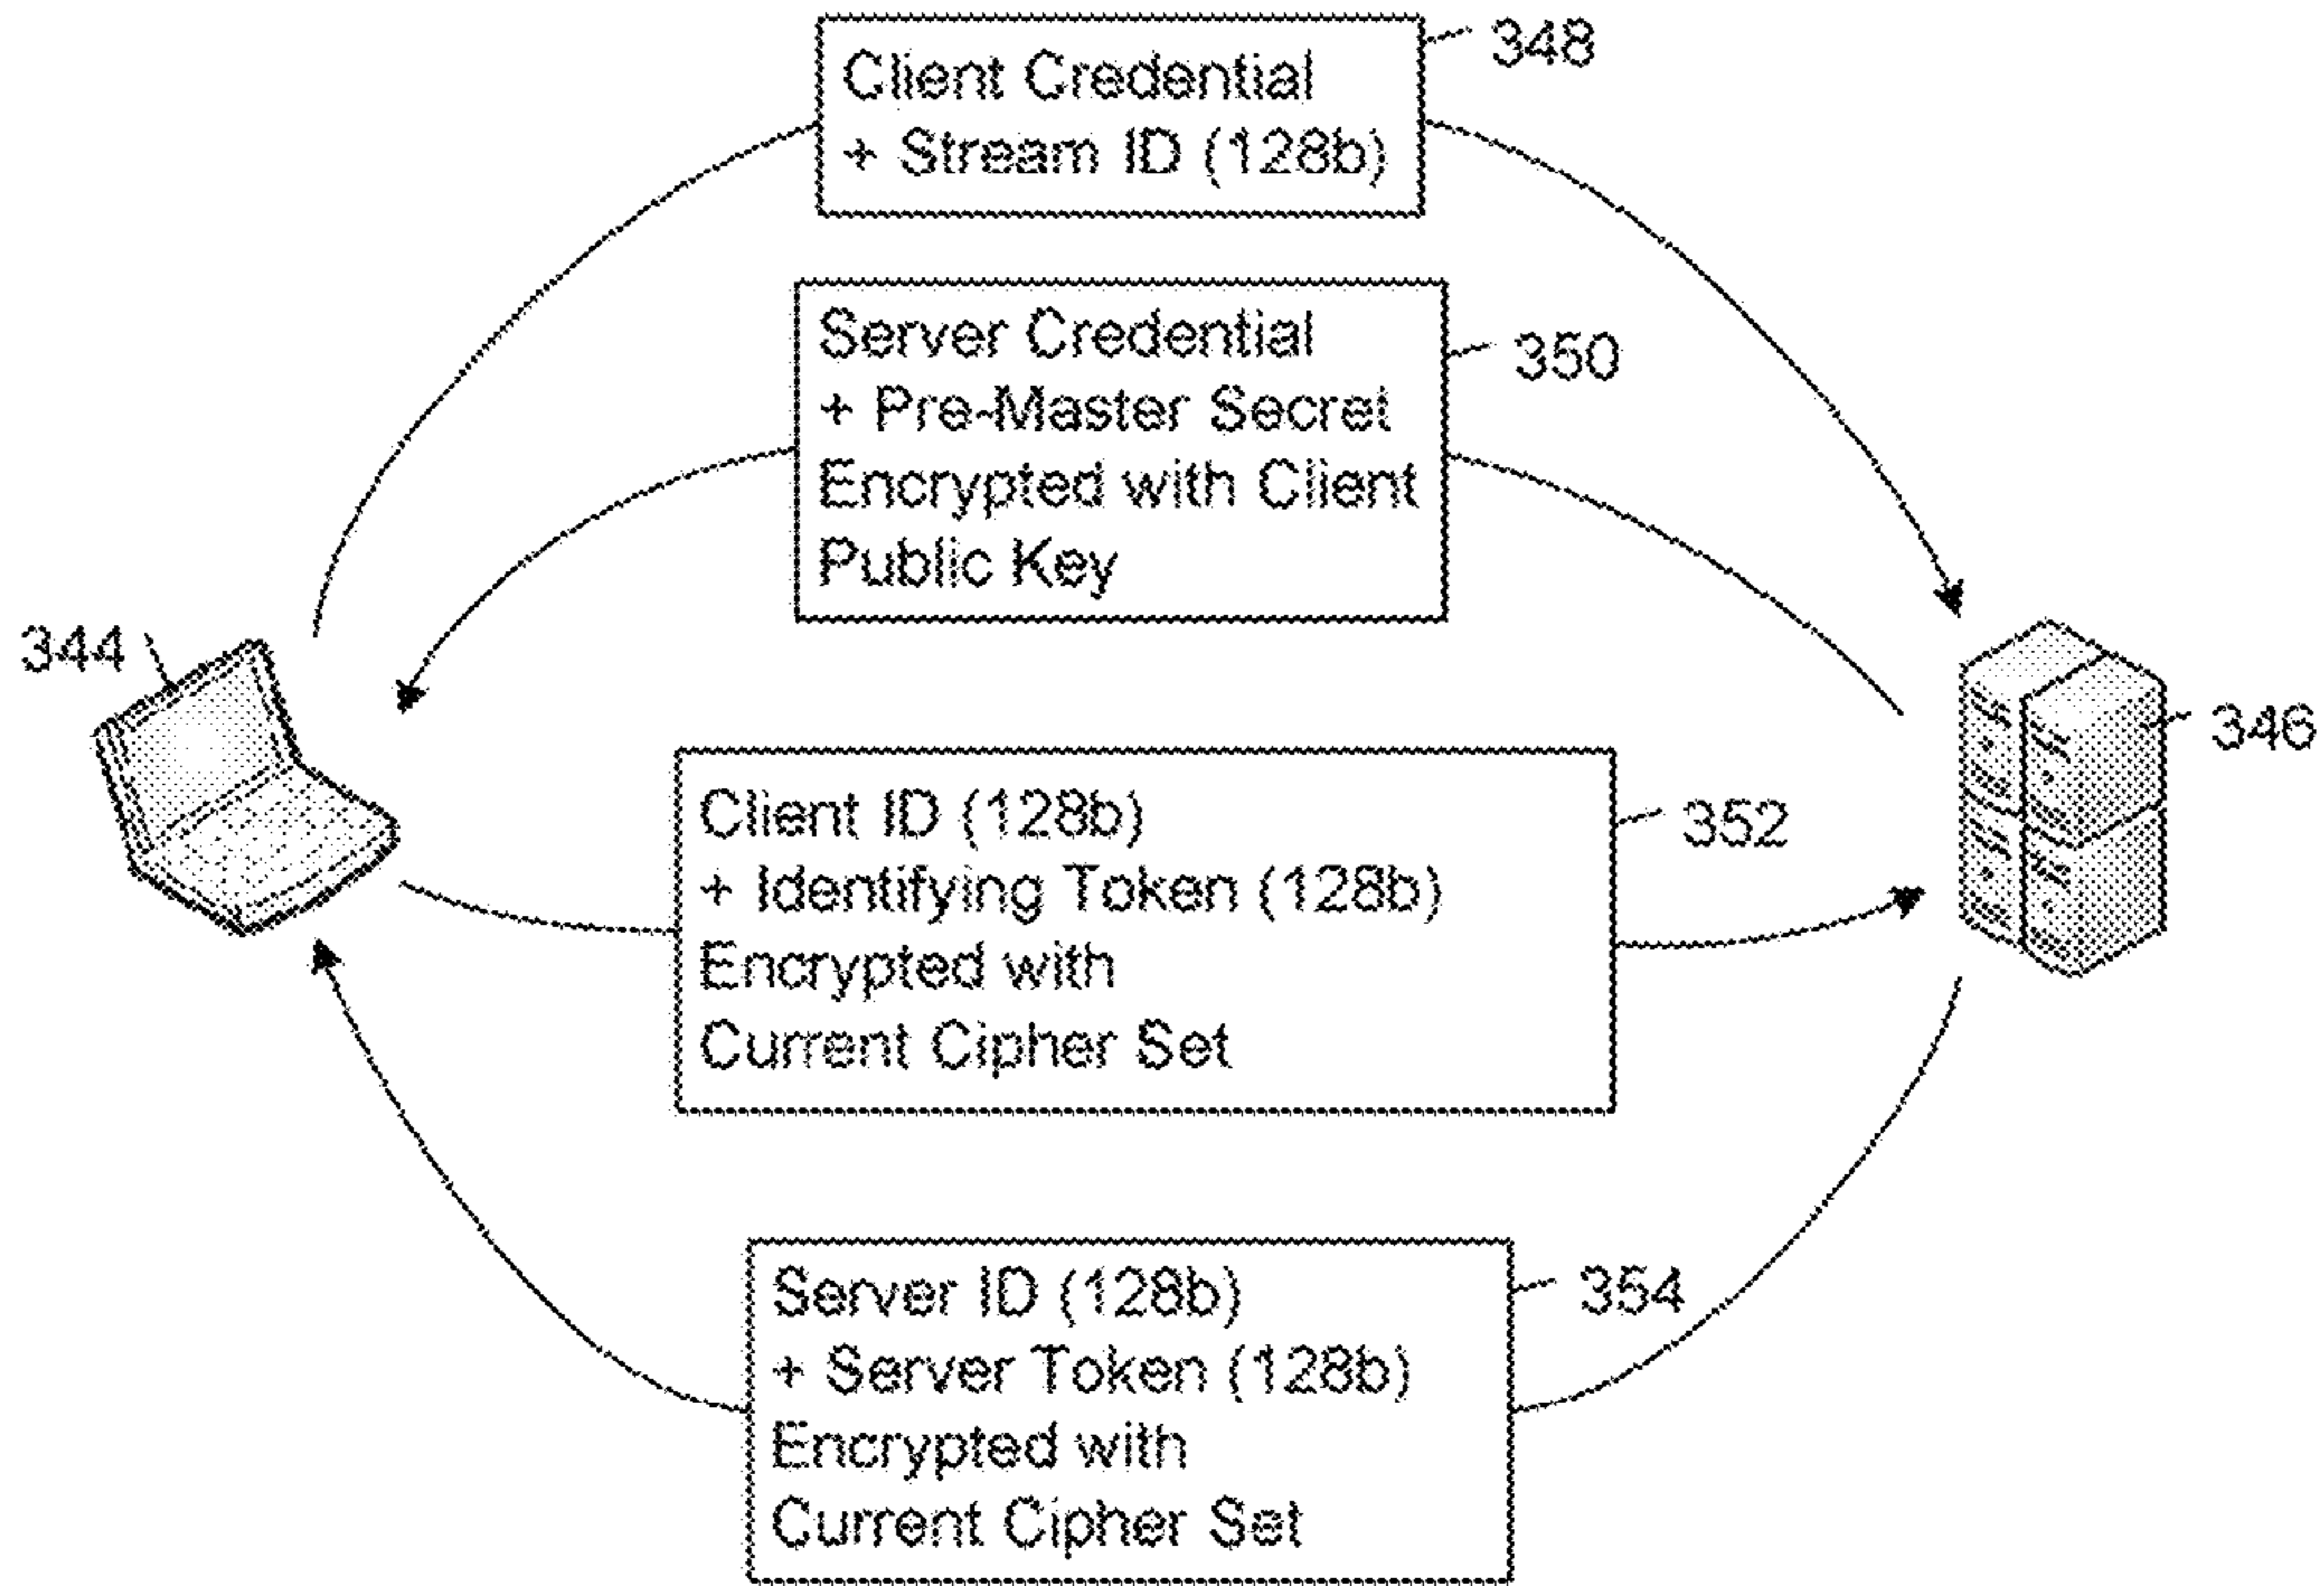 Client Credential
+ Stream ID (128b)
348
Server Credential
+ Pre-Master Secret
Encrypted with Client
Public Key
350
344
346
Client ID (128b)
+ Identifying Token (128b)
Encrypted with
Current Cipher Set
352
Server ID (128b)
+ Server Token (128b)
Encrypted with
Current Cipher Set
354